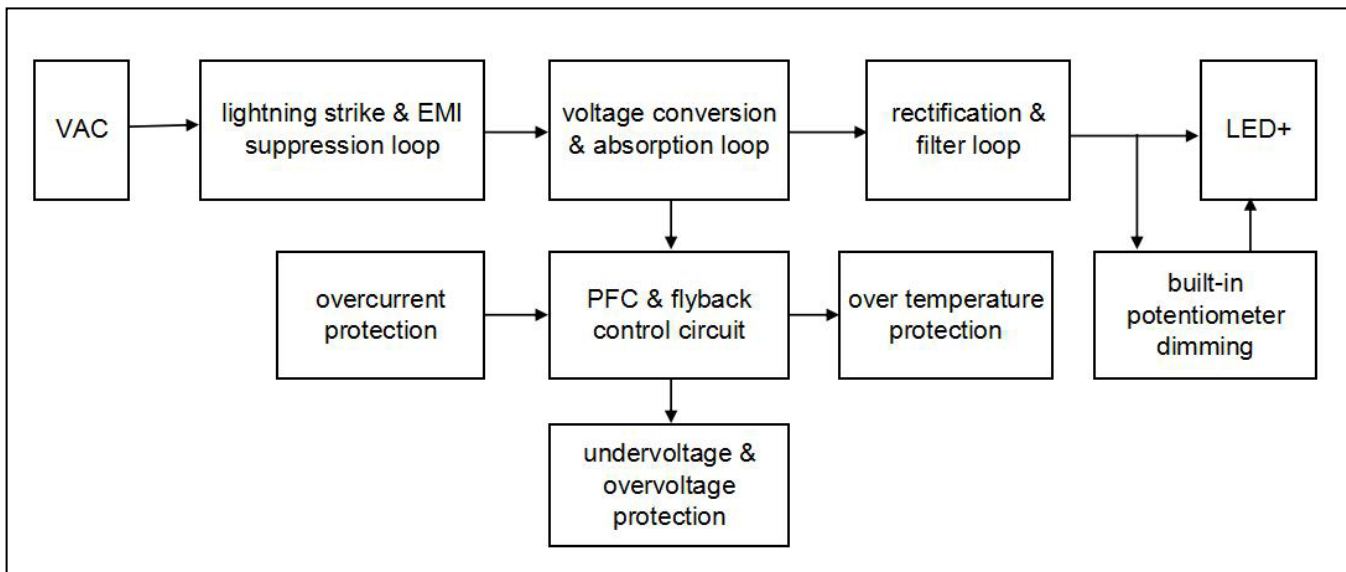 VAC
lightning strike & EMI
suppression loop
voltage conversion
& absorption loop
rectification &
filter loop
LED+
overcurrent
protection
PFC & flyback
control circuit
over temperature
protection
built-in
potentiometer
dimming
undervoltage &
overvoltage
protection